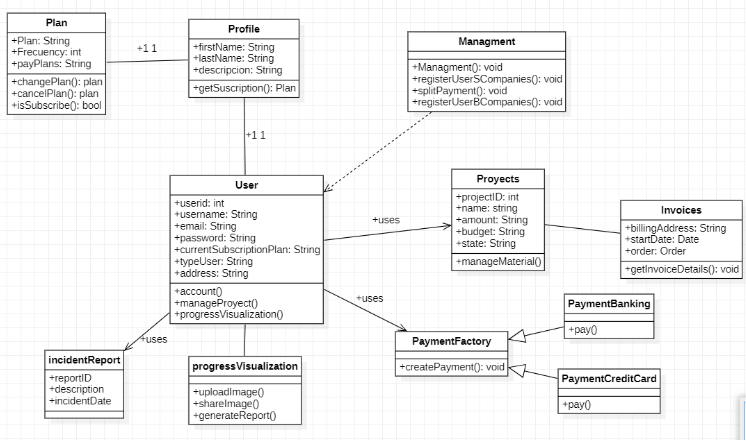 Plan
+Plan: String
+Frecuency: int
+payPlans: String
+changePlan(): plan
+cancelPlan(): plan
+isSubscribe(): bool
+1 1
Profile
+firstName: String
+lastName: String
+descripcion: String
+getSuscription(): Plan
+1 1
Managment
+Managment(): void
+registerUserSCompanies(): void
+splitPayment(): void
+registerUserBCompanies(): void
User
+userid: int
+username: String
+email: String
+password: String
+currentSubscriptionPlan: String
+typeUser: String
+address: String
+account()
+manageProyect()
+progressVisualization()
+uses
Proyects
+projectID: int
+name: string
+amount: String
+budget: String
+state: String
+manageMaterial()
Invoices
+billingAddress: String
+startDate: Date
+order: Order
+getInvoiceDetails(): void
+uses
+uses
incidentReport
+reportID
+description
+incidentDate
progressVisualization
+uploadImage()
+shareImage()
+generateReport()
PaymentFactory
+createPayment(): void
PaymentBanking
+pay()
PaymentCreditCard
+pay()